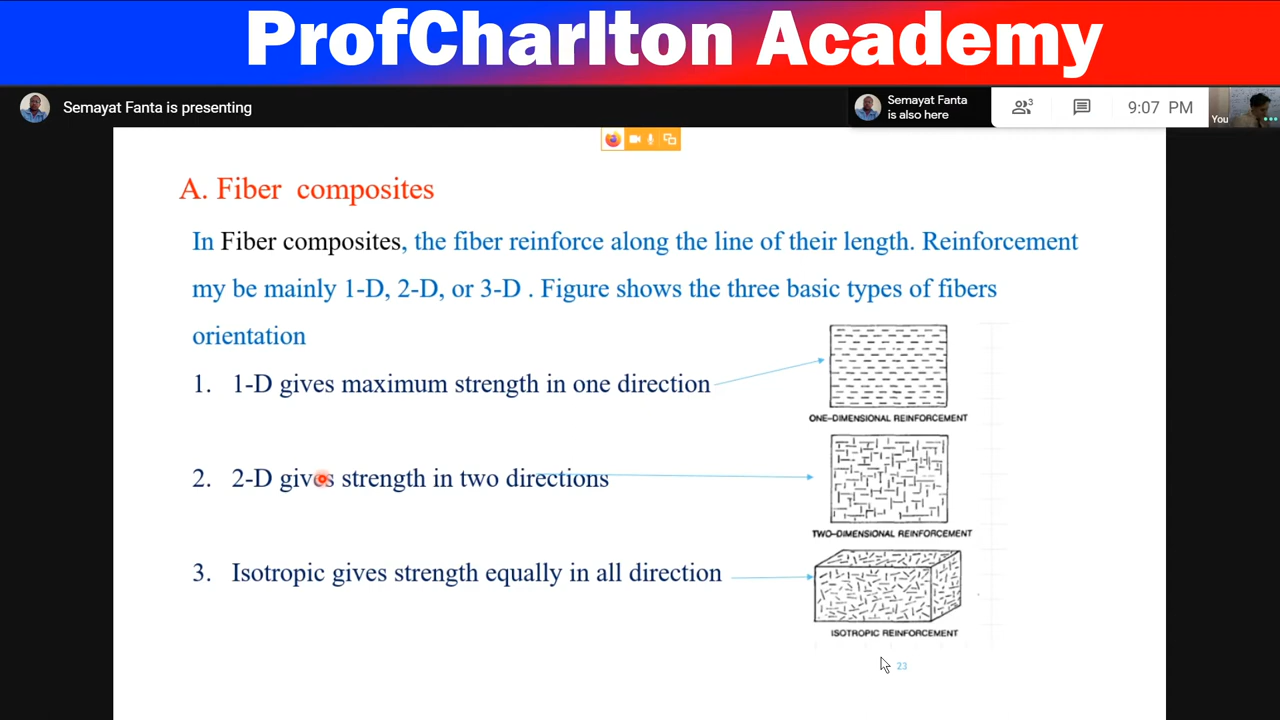 ProfCharlton Academy
Semayat Fanta is presenting
Semayat Fanta
is also here
3
9:07 PM
You
A. Fiber composites
In Fiber composites, the fiber reinforce along the line of their length. Reinforcement
my be mainly 1-D, 2-D, or 3-D . Figure shows the three basic types of fibers
orientation
1. 1-D gives maximum strength in one direction
ONE-DIMENSIONAL REINFORCEMENT
2. 2-D gives strength in two directions
TWO-DIMENSIONAL REINFORCEMENT
3. Isotropic gives strength equally in all direction
ISOTROPIC REINFORCEMENT
23